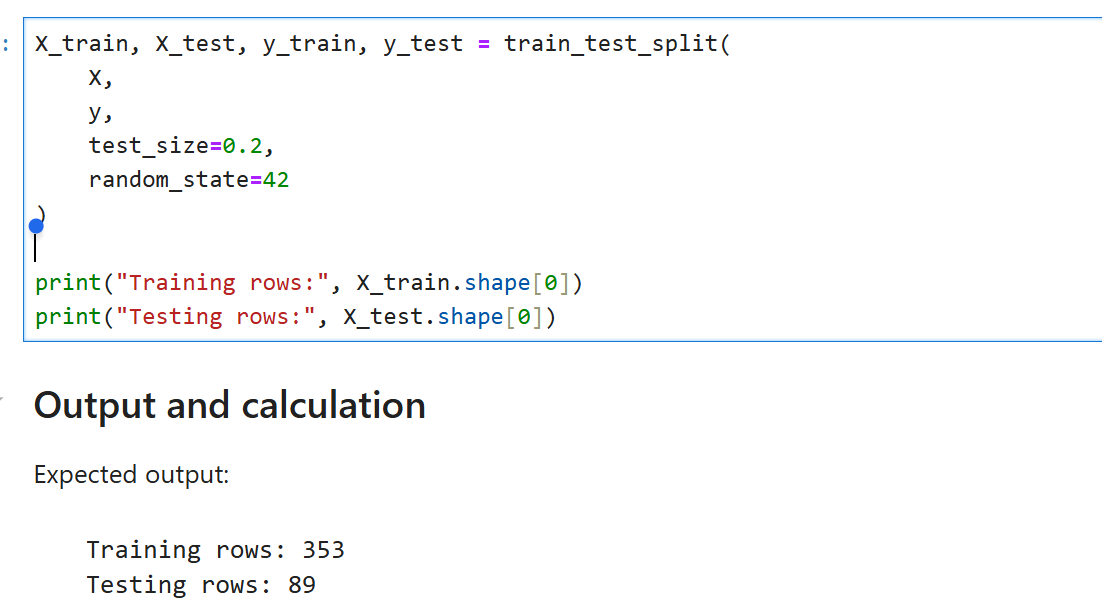 :
X_train, X_test, y_train, y_test = train_test_split(
    X,
    y,
    test_size=0.2,
    random_state=42
)
print("Training rows:", X_train.shape[0])
print("Testing rows:", X_test.shape[0])
Output and calculation
Expected output:
Training rows: 353
Testing rows: 89